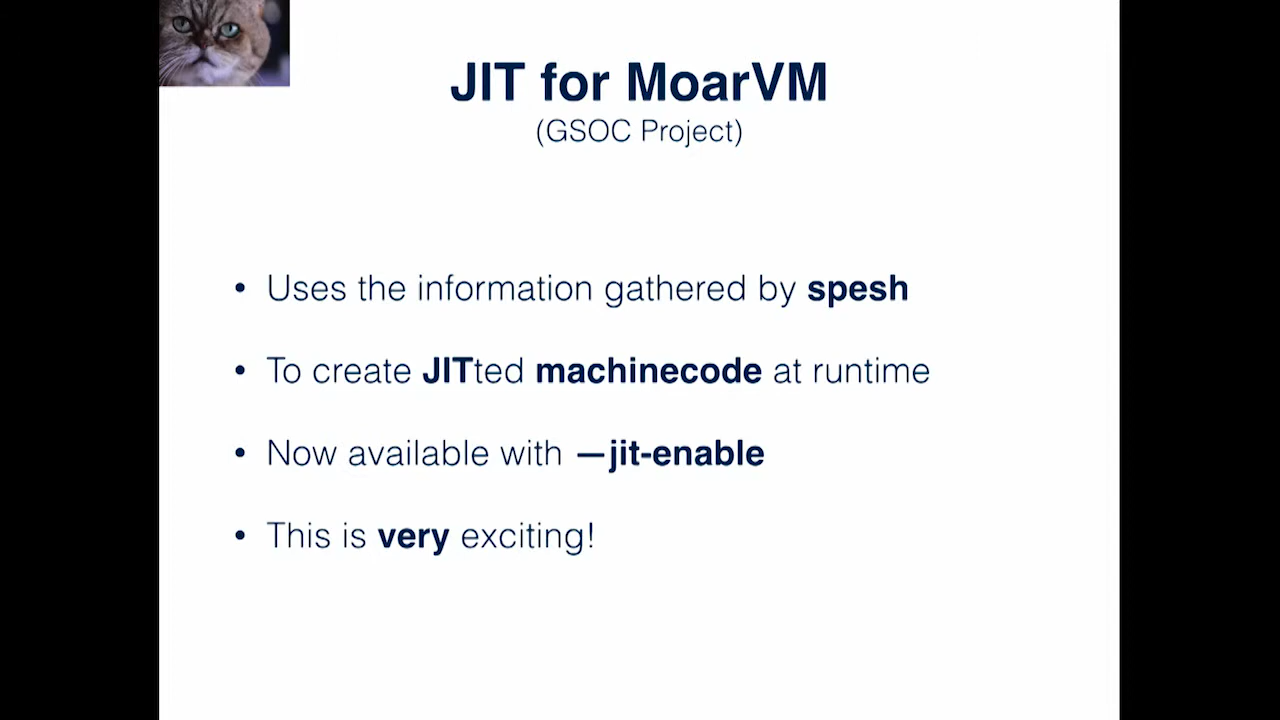 JIT for MoarVM
(GSOC Project)
• Uses the information gathered by spesh
• To create JITted machinecode at runtime
• Now available with —jit-enable
• This is very exciting!